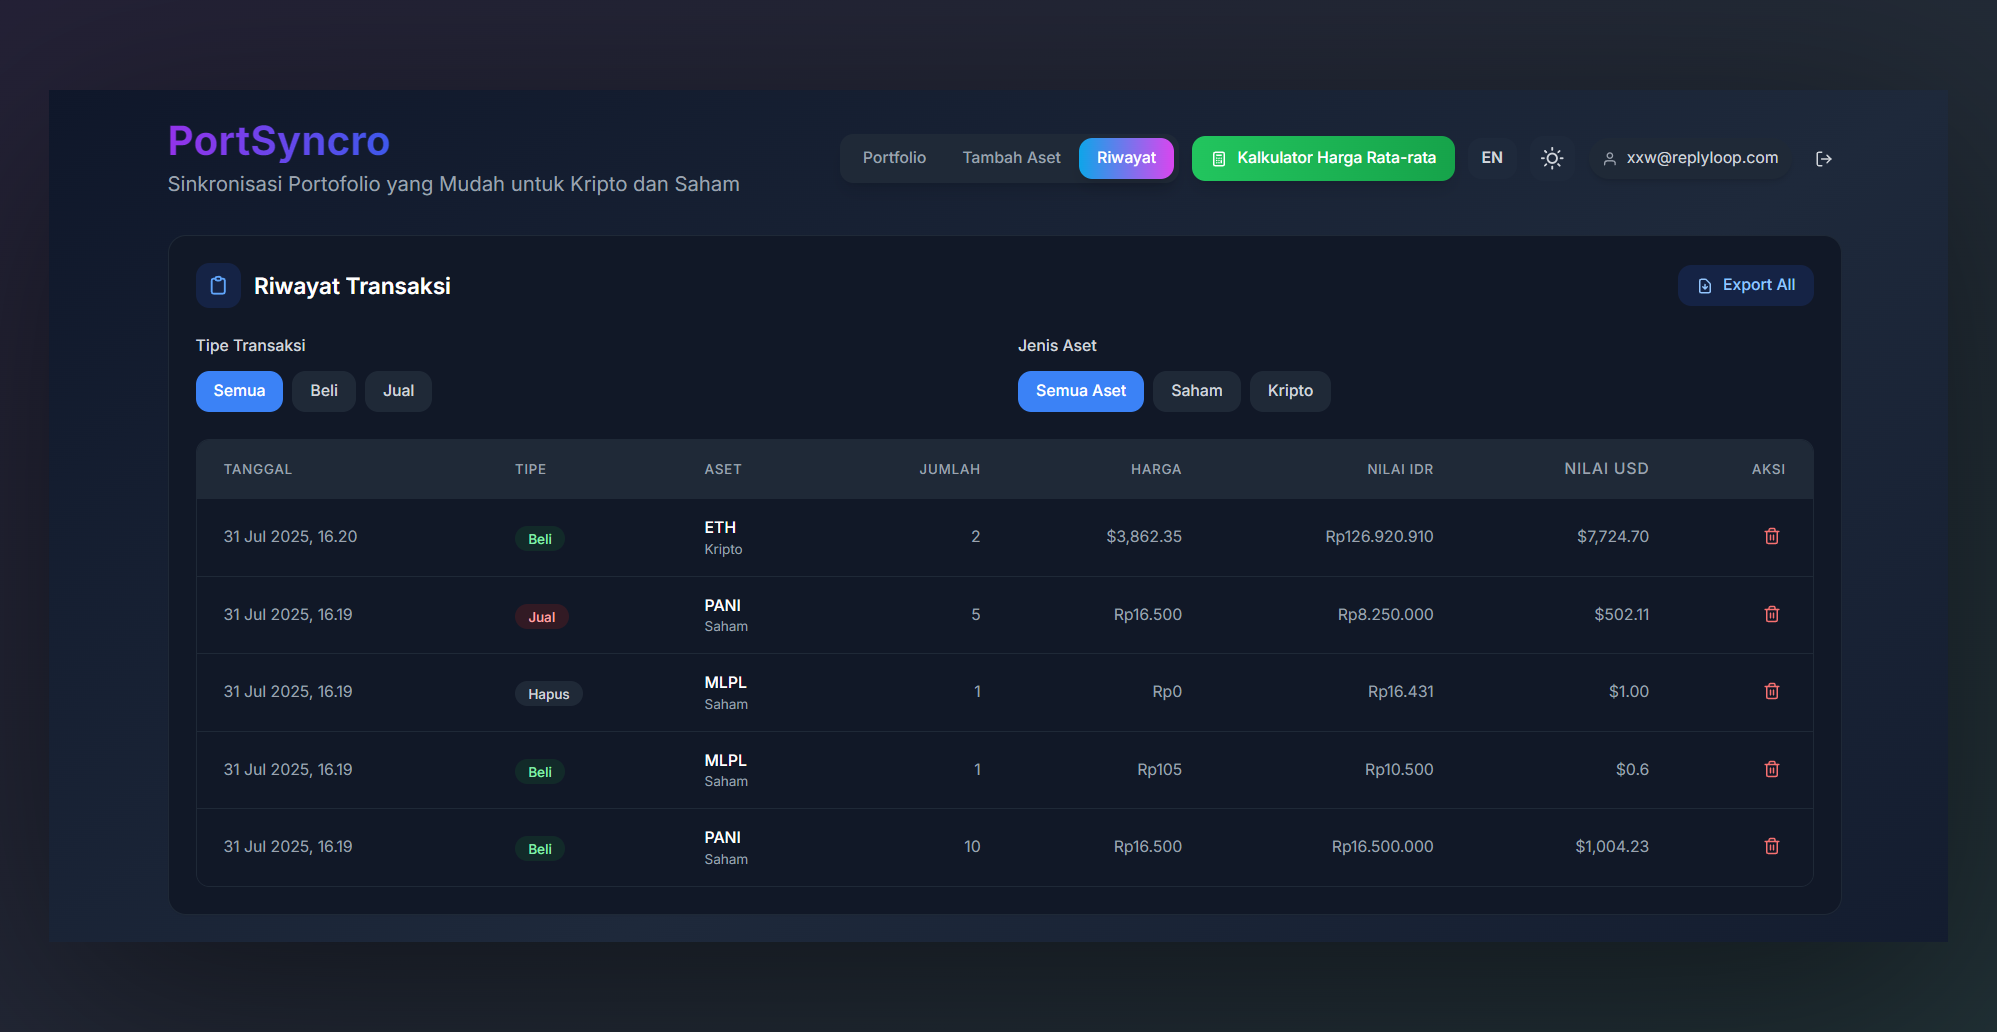 PortSyncro
Sinkronisasi Portofolio yang Mudah untuk Kripto dan Saham
Portfolio Tambah Aset Riwayat Kalkulator Harga Rata-rata EN xxw@replyloop.com
Riwayat Transaksi
Export All
Tipe Transaksi Jenis Aset
Semua Beli Jual Semua Aset Saham Kripto
TANGGAL TIPE ASET JUMLAH HARGA NILAI IDR NILAI USD AKSI
31 Jul 2025, 16.20 Beli ETH 2 $3,862.35 Rp126.920.910 $7,724.70
Kripto
31 Jul 2025, 16.19 Jual PANI 5 Rp16.500 Rp8.250.000 $502.11
Saham
31 Jul 2025, 16.19 Hapus MLPL 1 Rp0 Rp16.431 $1.00
Saham
31 Jul 2025, 16.19 Beli MLPL 1 Rp105 Rp10.500 $0.6
Saham
31 Jul 2025, 16.19 Beli PANI 10 Rp16.500 Rp16.500.000 $1,004.23
Saham